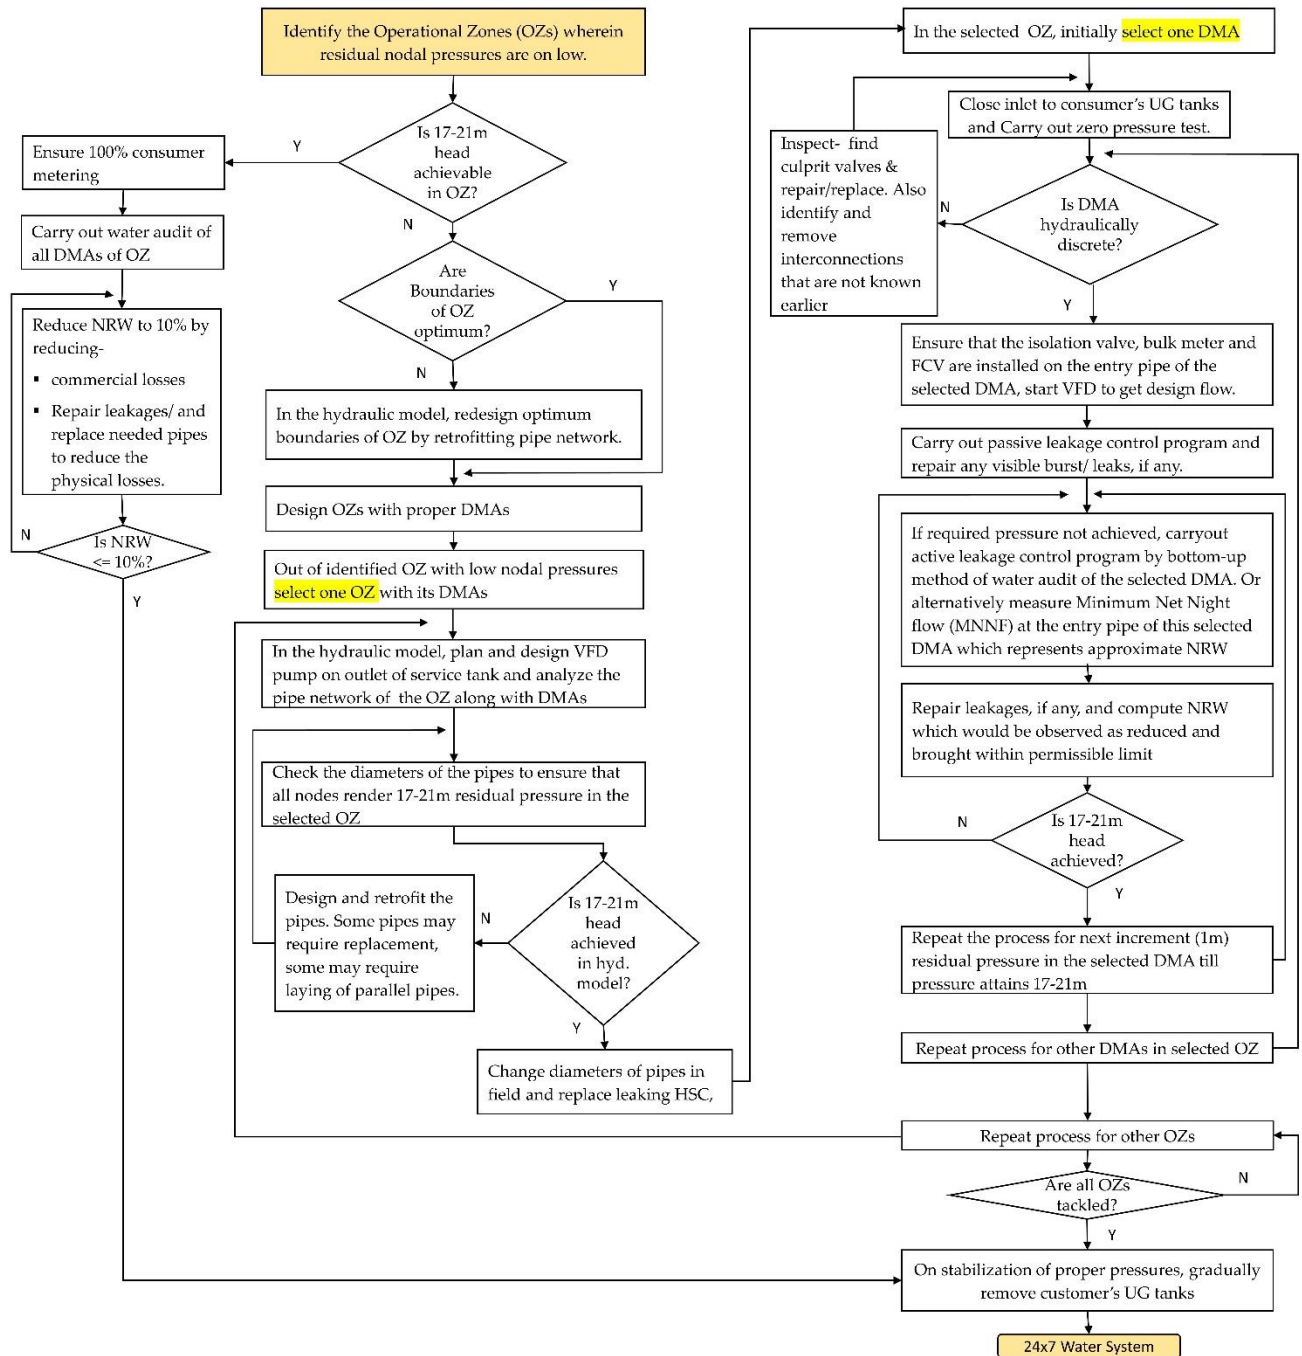 Identify the Operational Zones (OZs) wherein
residual nodal pressures are on low.
Is 17-21m
head
achievable
in OZ?
Y
N
Ensure 100% consumer
metering
Carry out water audit of
all DMAs of OZ
Reduce NRW to 10% by
reducing-
▪ commercial losses
▪ Repair leakages/ and
replace needed pipes
to reduce the
physical losses.
N
Is NRW
<= 10%?
Y
Are
Boundaries
of OZ
optimum?
Y
N
In the hydraulic model, redesign optimum
boundaries of OZ by retrofitting pipe network.
Design OZs with proper DMAs
Out of identified OZ with low nodal pressures
select one OZ with its DMAs
In the hydraulic model, plan and design VFD
pump on outlet of service tank and analyze the
pipe network of the OZ along with DMAs
Check the diameters of the pipes to ensure that
all nodes render 17-21m residual pressure in the
selected OZ
Design and retrofit the
pipes. Some pipes may
require replacement,
some may require
laying of parallel pipes.
N
Is 17-21m
head
achieved
in hyd.
model?
Y
Change diameters of pipes in
field and replace leaking HSC,
In the selected OZ, initially select one DMA
Close inlet to consumer's UG tanks
and Carry out zero pressure test.
Inspect- find
culprit valves &
repair/replace. Also
identify and
remove
interconnections
that are not known
earlier
N
Is DMA
hydraulically
discrete?
Y
Ensure that the isolation valve, bulk meter and
FCV are installed on the entry pipe of the
selected DMA, start VFD to get design flow.
Carry out passive leakage control program and
repair any visible burst/ leaks, if any.
If required pressure not achieved, carryout
active leakage control program by bottom-up
method of water audit of the selected DMA. Or
alternatively measure Minimum Net Night
flow (MNNF) at the entry pipe of this selected
DMA which represents approximate NRW
Repair leakages, if any, and compute NRW
which would be observed as reduced and
brought within permissible limit
N
Is 17-21m
head
achieved?
Y
Repeat the process for next increment (1m)
residual pressure in the selected DMA till
pressure attains 17-21m
Repeat process for other DMAs in selected OZ
Repeat process for other OZs
Are all OZs
tackled?
N
Y
On stabilization of proper pressures, gradually
remove customer's UG tanks
24x7 Water System